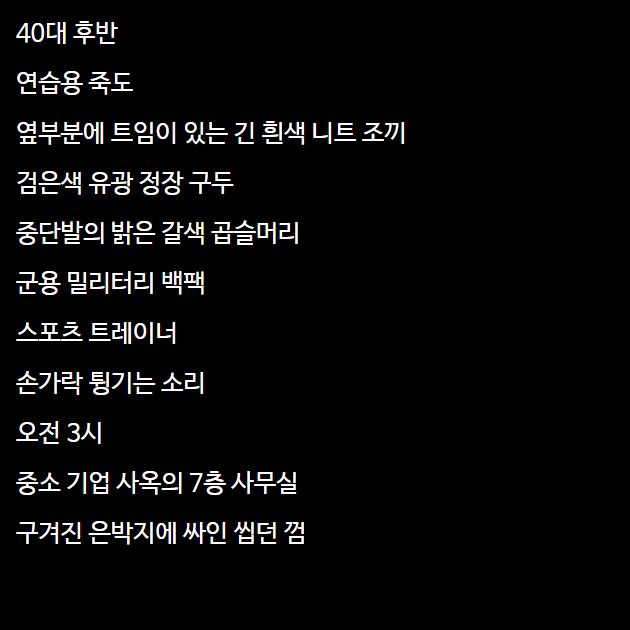 40대 후반
연습용 죽도
옆부분에 트임이 있는 긴 흰색 니트 조끼
검은색 유광 정장 구두
중단발의 밝은 갈색 곱슬머리
군용 밀리터리 백팩
스포츠 트레이너
손가락 튕기는 소리
오전 3시
중소 기업 사옥의 7층 사무실
구겨진 은박지에 싸인 씹던 껌